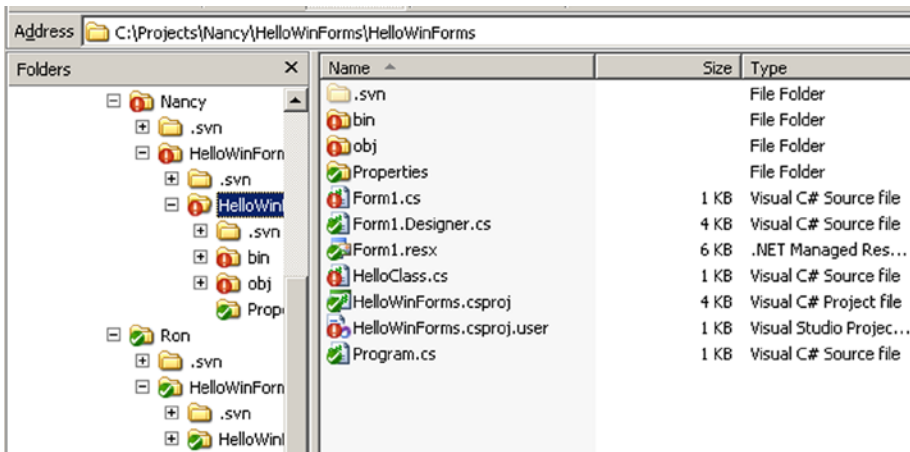 Address C:\Projects\Nancy\HelloWinForms\HelloWinForms
Folders
Nancy
.svn
HelloWinForn
.svn
HelloWinl
.svn
bin
obj
Prop
Ron
.svn
HelloWinForn
.svn
HelloWinl
Name Size Type
.svn File Folder
bin File Folder
obj File Folder
Properties File Folder
Form1.cs 1 KB Visual C# Source file
Form1.Designer.cs 4 KB Visual C# Source file
Form1.resx 6 KB .NET Managed Res...
HelloClass.cs 1 KB Visual C# Source file
HelloWinForms.csproj 4 KB Visual C# Project file
HelloWinForms.csproj.user 1 KB Visual Studio Projec...
Program.cs 1 KB Visual C# Source file